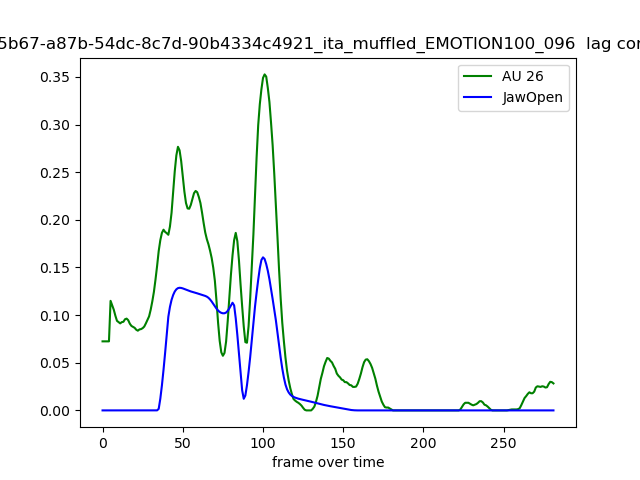 5b67-a87b-54dc-8c7d-90b4334c4921_ita_muffled_EMOTION100_096 lag cor
AU 26
JawOpen
0.35
0.30
0.25
0.20
0.15
0.10
0.05
0.00
0 50 100 150 200 250
frame over time